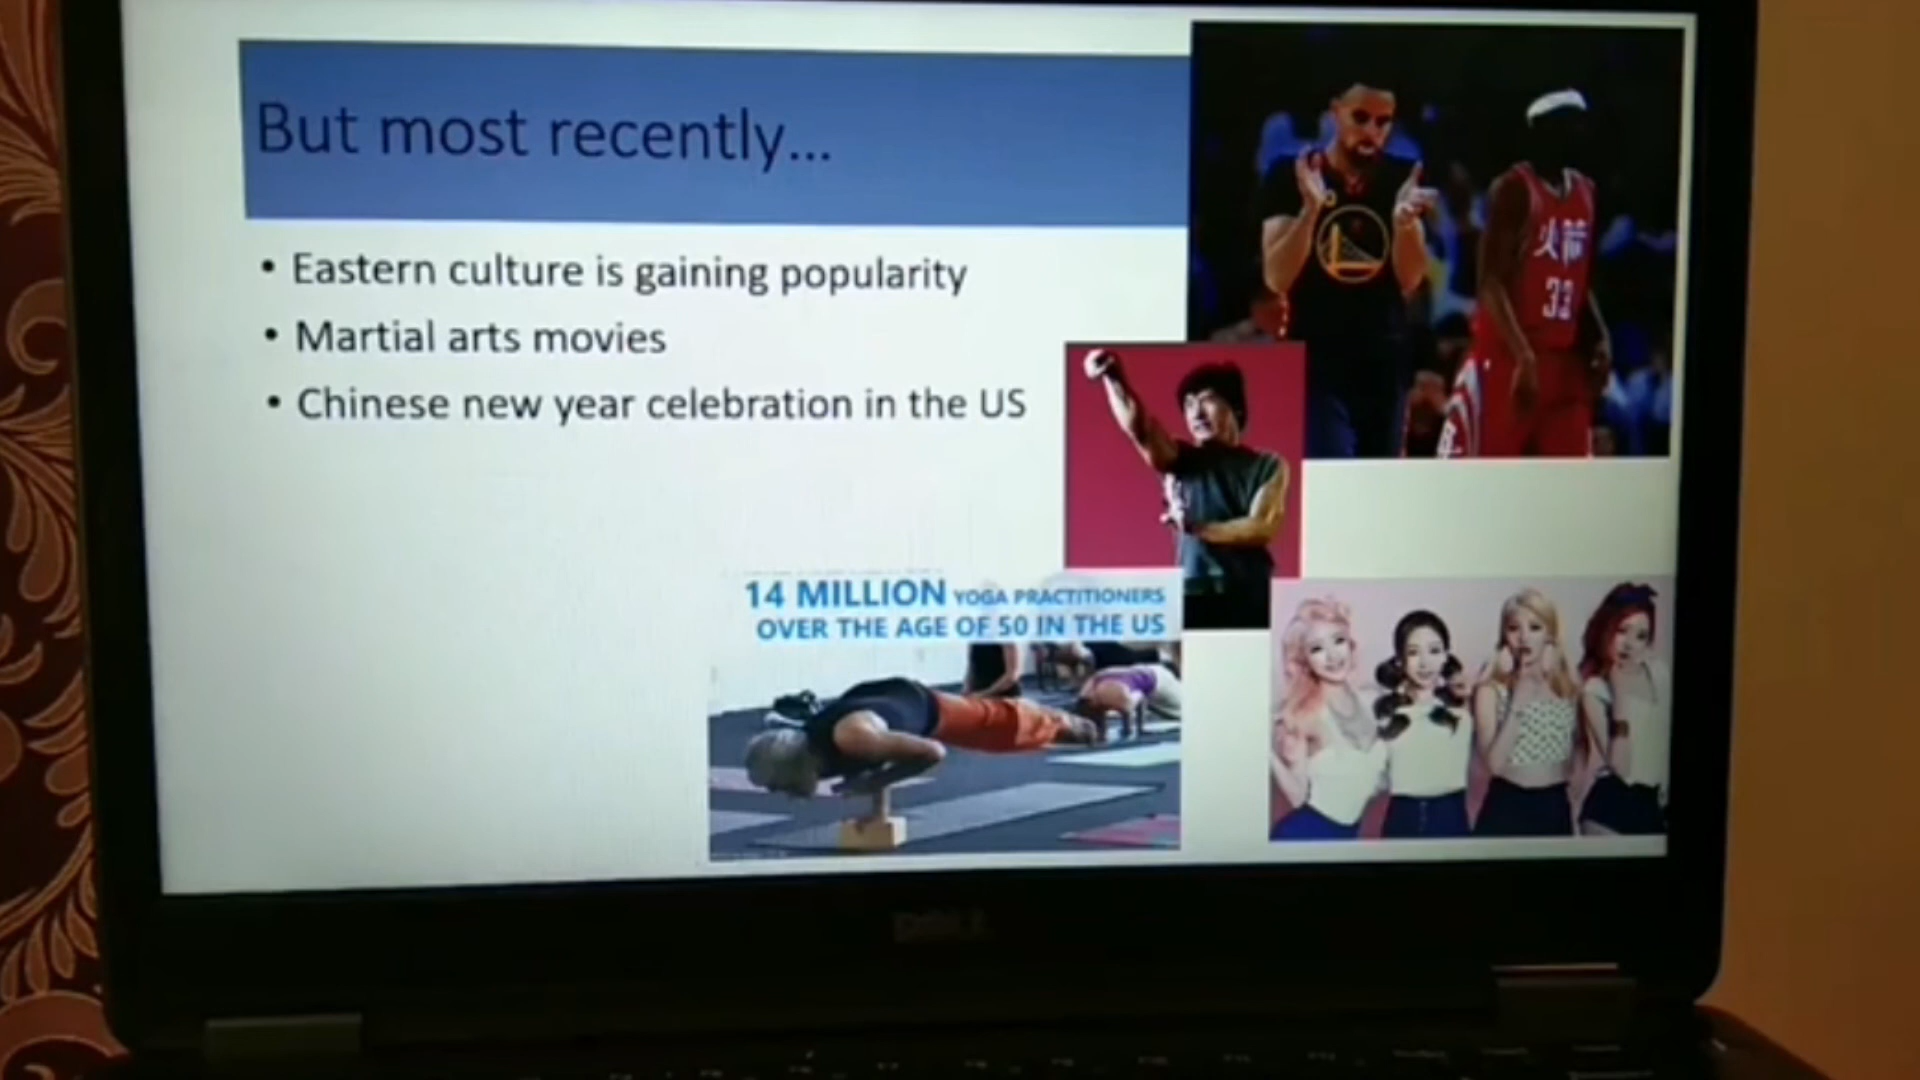 But most recently...
• Eastern culture is gaining popularity
• Martial arts movies
• Chinese new year celebration in the US
火箭
33
14 MILLION YOGA PRACTITIONERS
OVER THE AGE OF 50 IN THE US
DELL